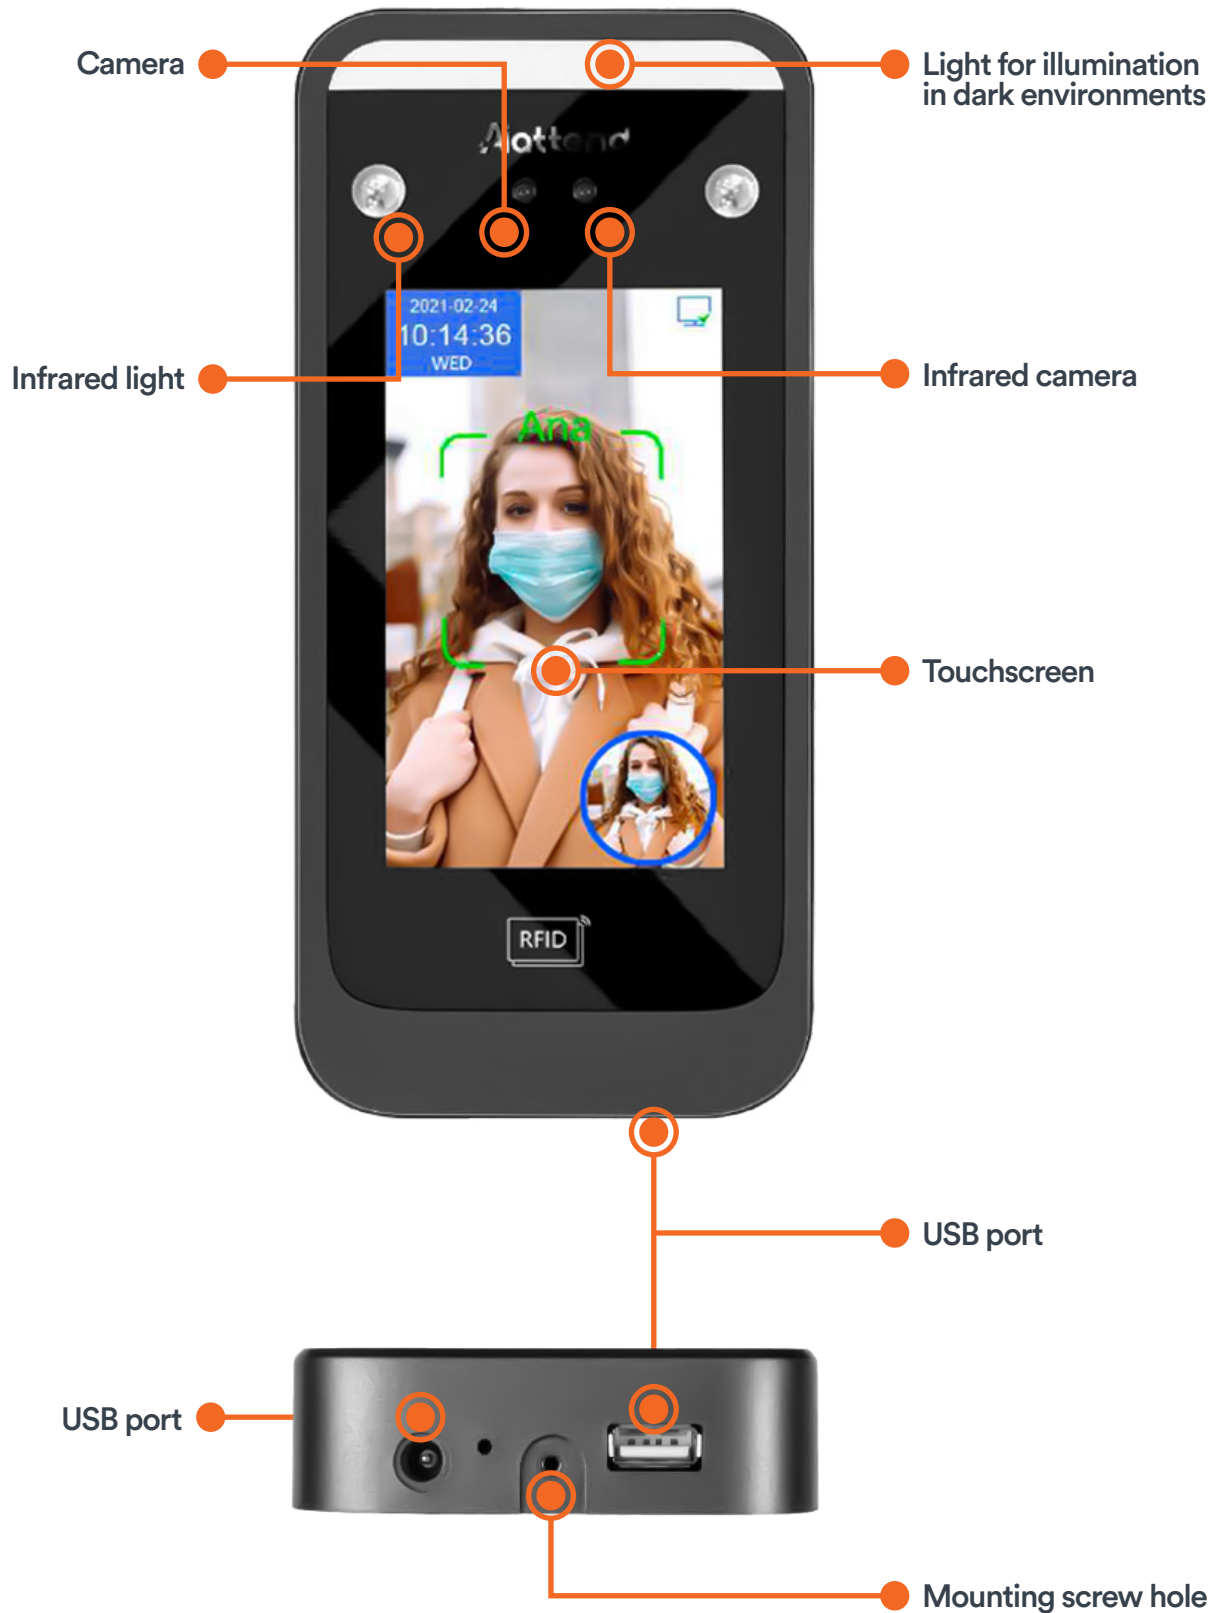 Camera
Light for illumination
in dark environments
Aiattend
2021-02-24
10:14:36
WED
Infrared light
Infrared camera
Ana
Touchscreen
RFID
USB port
USB port
Mounting screw hole